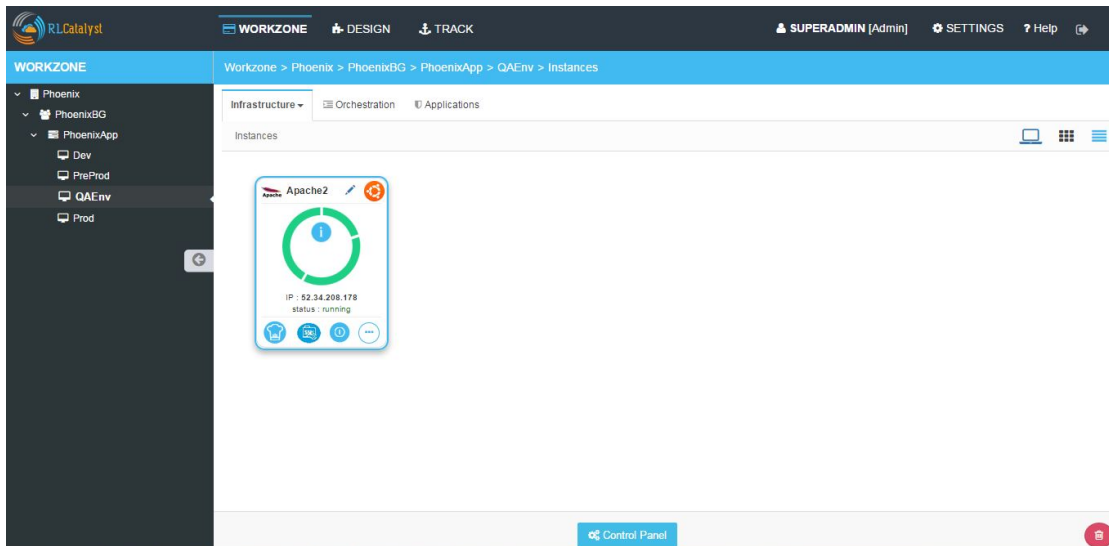 RLCatalyst
WORKZONE DESIGN TRACK SUPERADMIN [Admin] SETTINGS ? Help
WORKZONE
Workzone > Phoenix > PhoenixBG > PhoenixApp > QAEnv > Instances
Phoenix
PhoenixBG
PhoenixApp
Dev
PreProd
QAEnv
Prod
Infrastructure Orchestration Applications
Instances
Apache Apache2
i
IP : 52.34.208.178
status : running
Control Panel